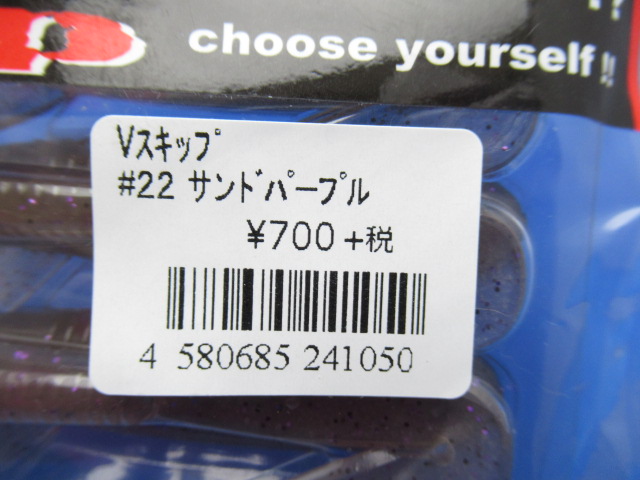 choose yourself!!
Vｽｷｯﾌﾟ
#22 ｻﾝﾄﾞﾊﾟｰﾌﾟﾙ
¥700+税
4 580685 241050